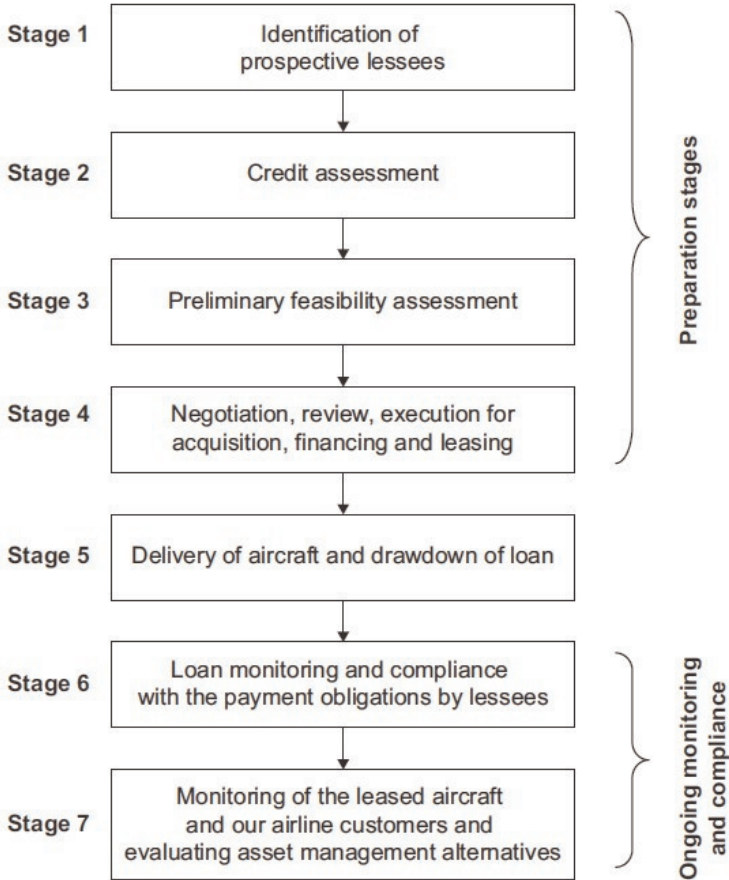 Stage 1
Identification of
prospective lessees
Stage 2
Credit assessment
Stage 3
Preliminary feasibility assessment
Stage 4
Negotiation, review, execution for
acquisition, financing and leasing
Preparation stages
Stage 5
Delivery of aircraft and drawdown of loan
Stage 6
Loan monitoring and compliance
with the payment obligations by lessees
Stage 7
Monitoring of the leased aircraft
and our airline customers and
evaluating asset management alternatives
Ongoing monitoring
and compliance